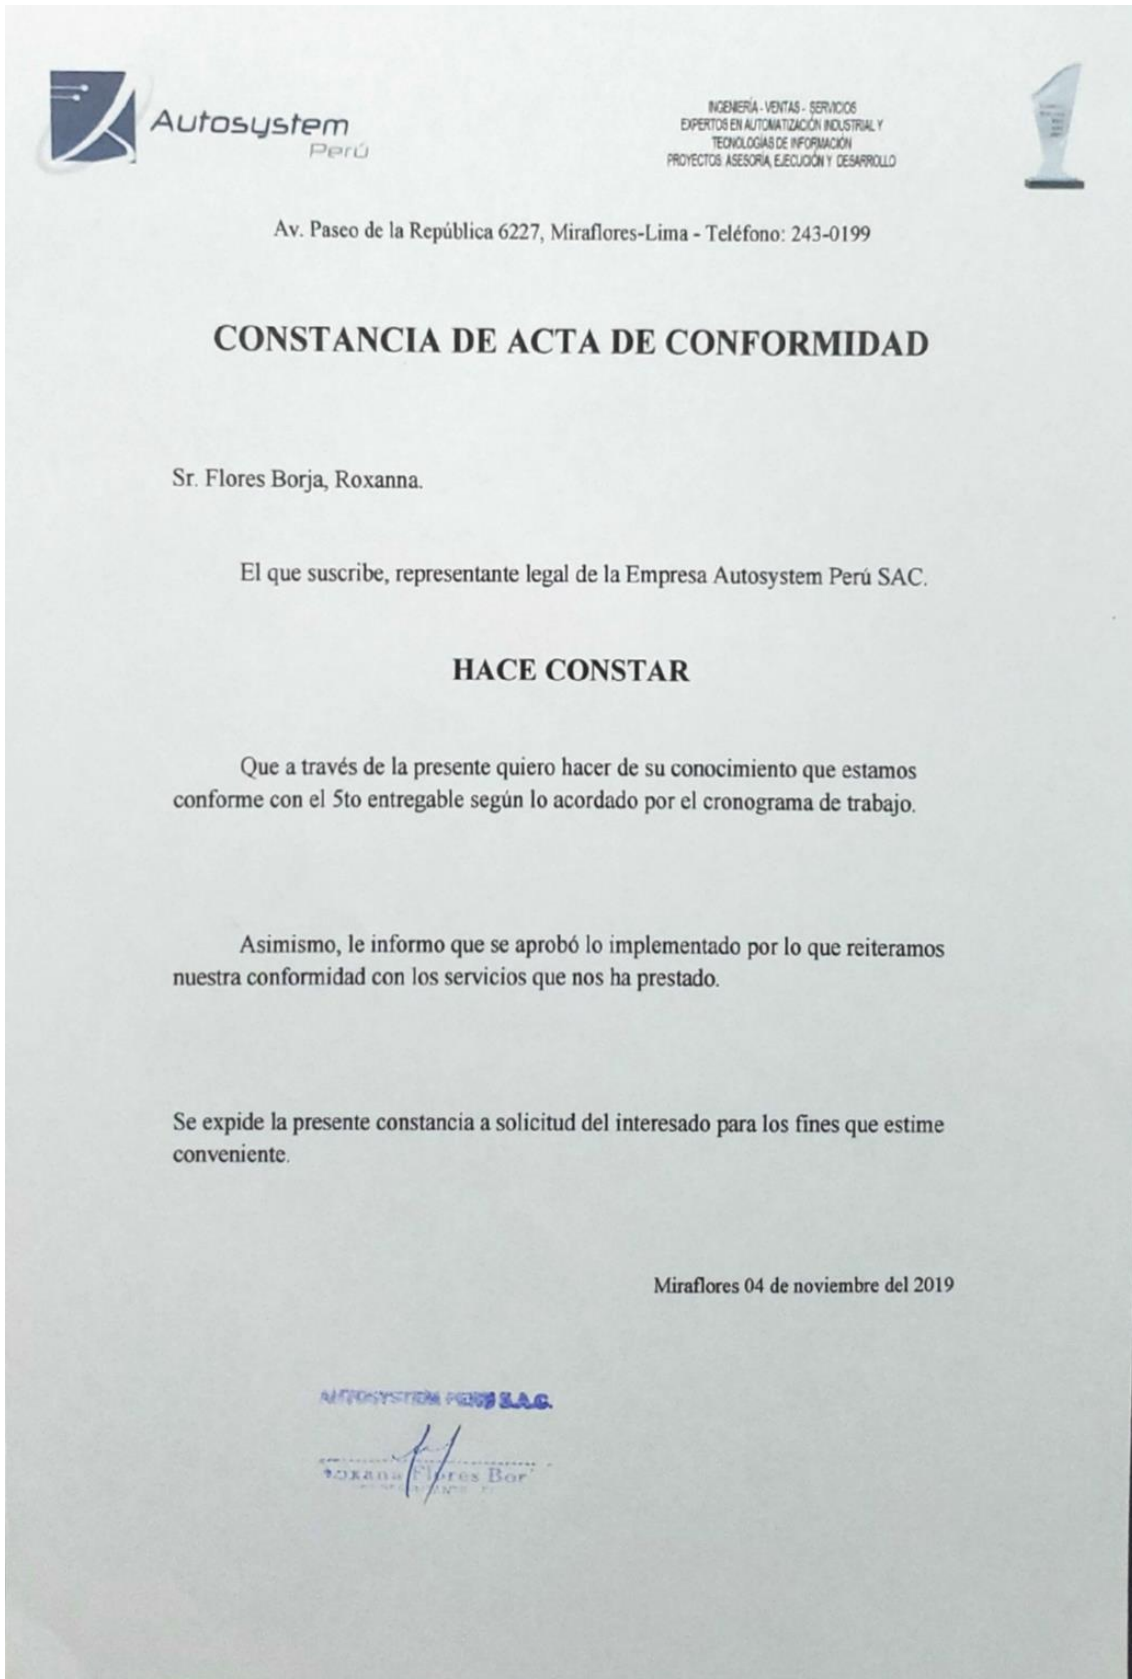 Autosystem
Perú
INGENIERÍA - VENTAS - SERVICIOS
EXPERTOS EN AUTOMATIZACIÓN INDUSTRIAL Y
TECNOLOGÍAS DE INFORMACIÓN
PROYECTOS ASESORÍA, EJECUCIÓN Y DESARROLLO
Av. Paseo de la República 6227, Miraflores-Lima - Teléfono: 243-0199
CONSTANCIA DE ACTA DE CONFORMIDAD
Sr. Flores Borja, Roxanna.
El que suscribe, representante legal de la Empresa Autosystem Perú SAC.
HACE CONSTAR
Que a través de la presente quiero hacer de su conocimiento que estamos
conforme con el 5to entregable según lo acordado por el cronograma de trabajo.
Asimismo, le informo que se aprobó lo implementado por lo que reiteramos
nuestra conformidad con los servicios que nos ha prestado.
Se expide la presente constancia a solicitud del interesado para los fines que estime
conveniente.
Miraflores 04 de noviembre del 2019
AUTOSYSTEM PERÚ S.A.C.
Roxana Flores Bor